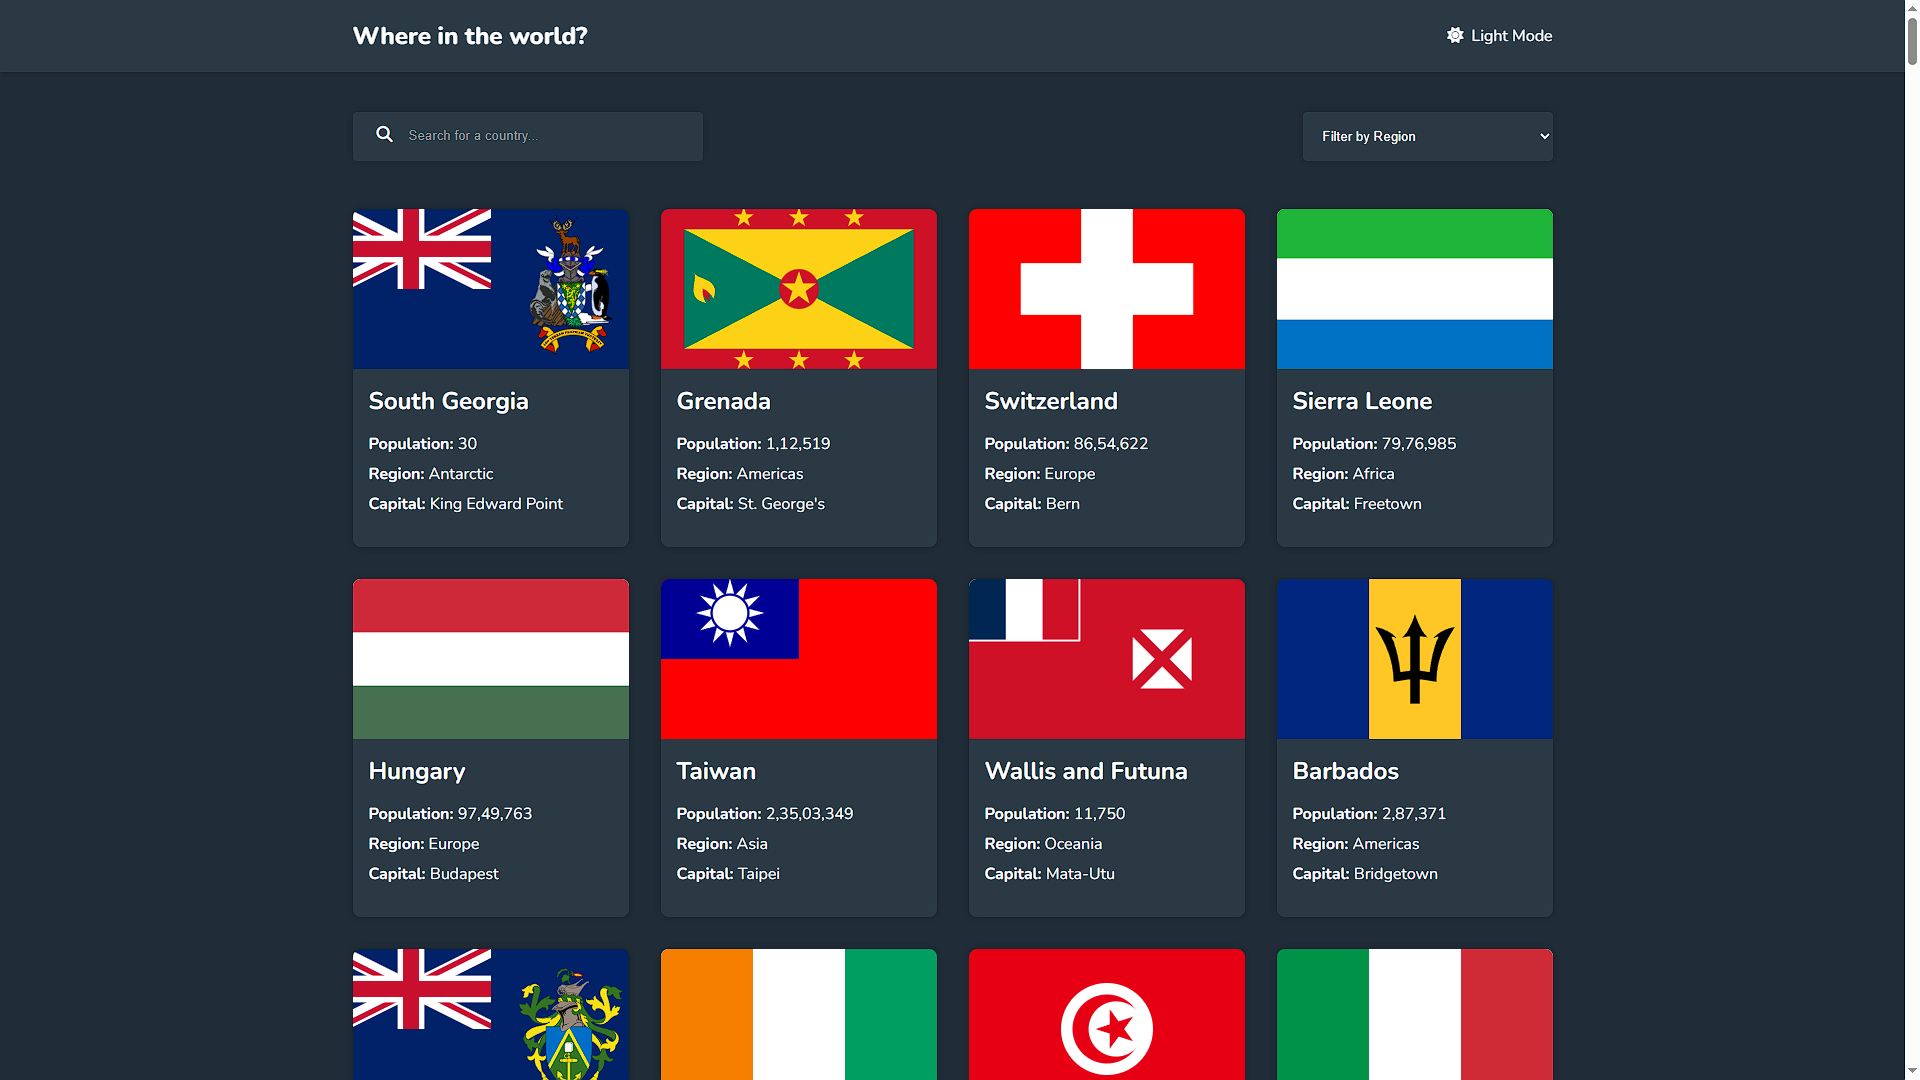 Where in the world?
Light Mode
Search for a country...
Filter by Region
South Georgia
Population: 30
Region: Antarctic
Capital: King Edward Point
Grenada
Population: 1,12,519
Region: Americas
Capital: St. George's
Switzerland
Population: 86,54,622
Region: Europe
Capital: Bern
Sierra Leone
Population: 79,76,985
Region: Africa
Capital: Freetown
Hungary
Population: 97,49,763
Region: Europe
Capital: Budapest
Taiwan
Population: 2,35,03,349
Region: Asia
Capital: Taipei
Wallis and Futuna
Population: 11,750
Region: Oceania
Capital: Mata-Utu
Barbados
Population: 2,87,371
Region: Americas
Capital: Bridgetown